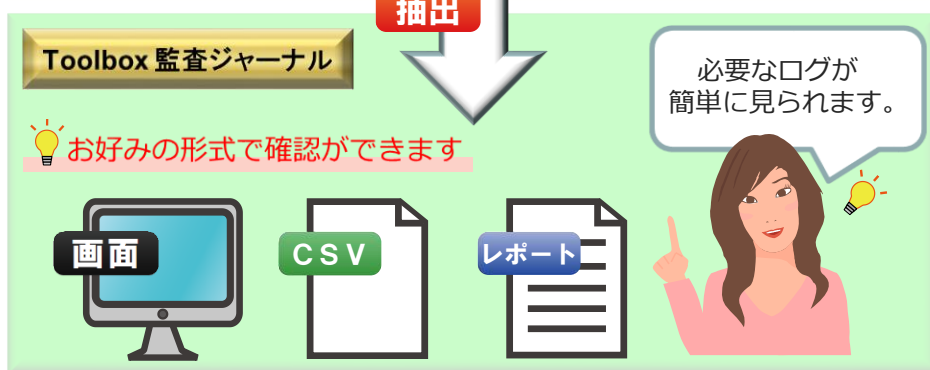 抽出
Toolbox 監査ジャーナル
必要なログが
簡単に見られます。
お好みの形式で確認ができます
画面
CSV
レポート